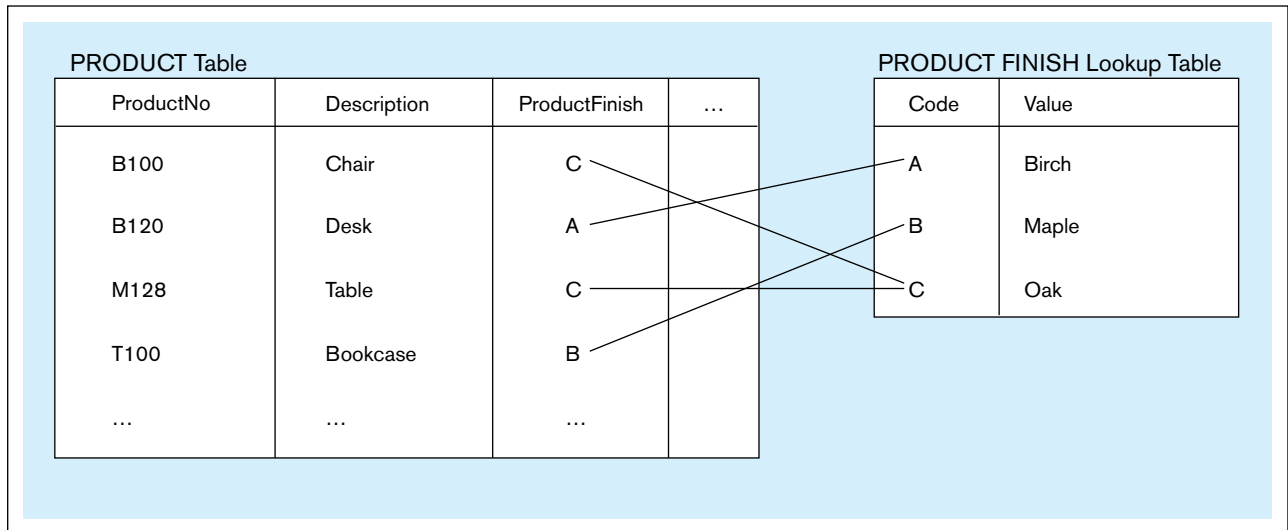 PRODUCT Table
ProductNo Description ProductFinish …
B100 Chair C
B120 Desk A
M128 Table C
T100 Bookcase B
… … …
PRODUCT FINISH Lookup Table
Code Value
A Birch
B Maple
C Oak